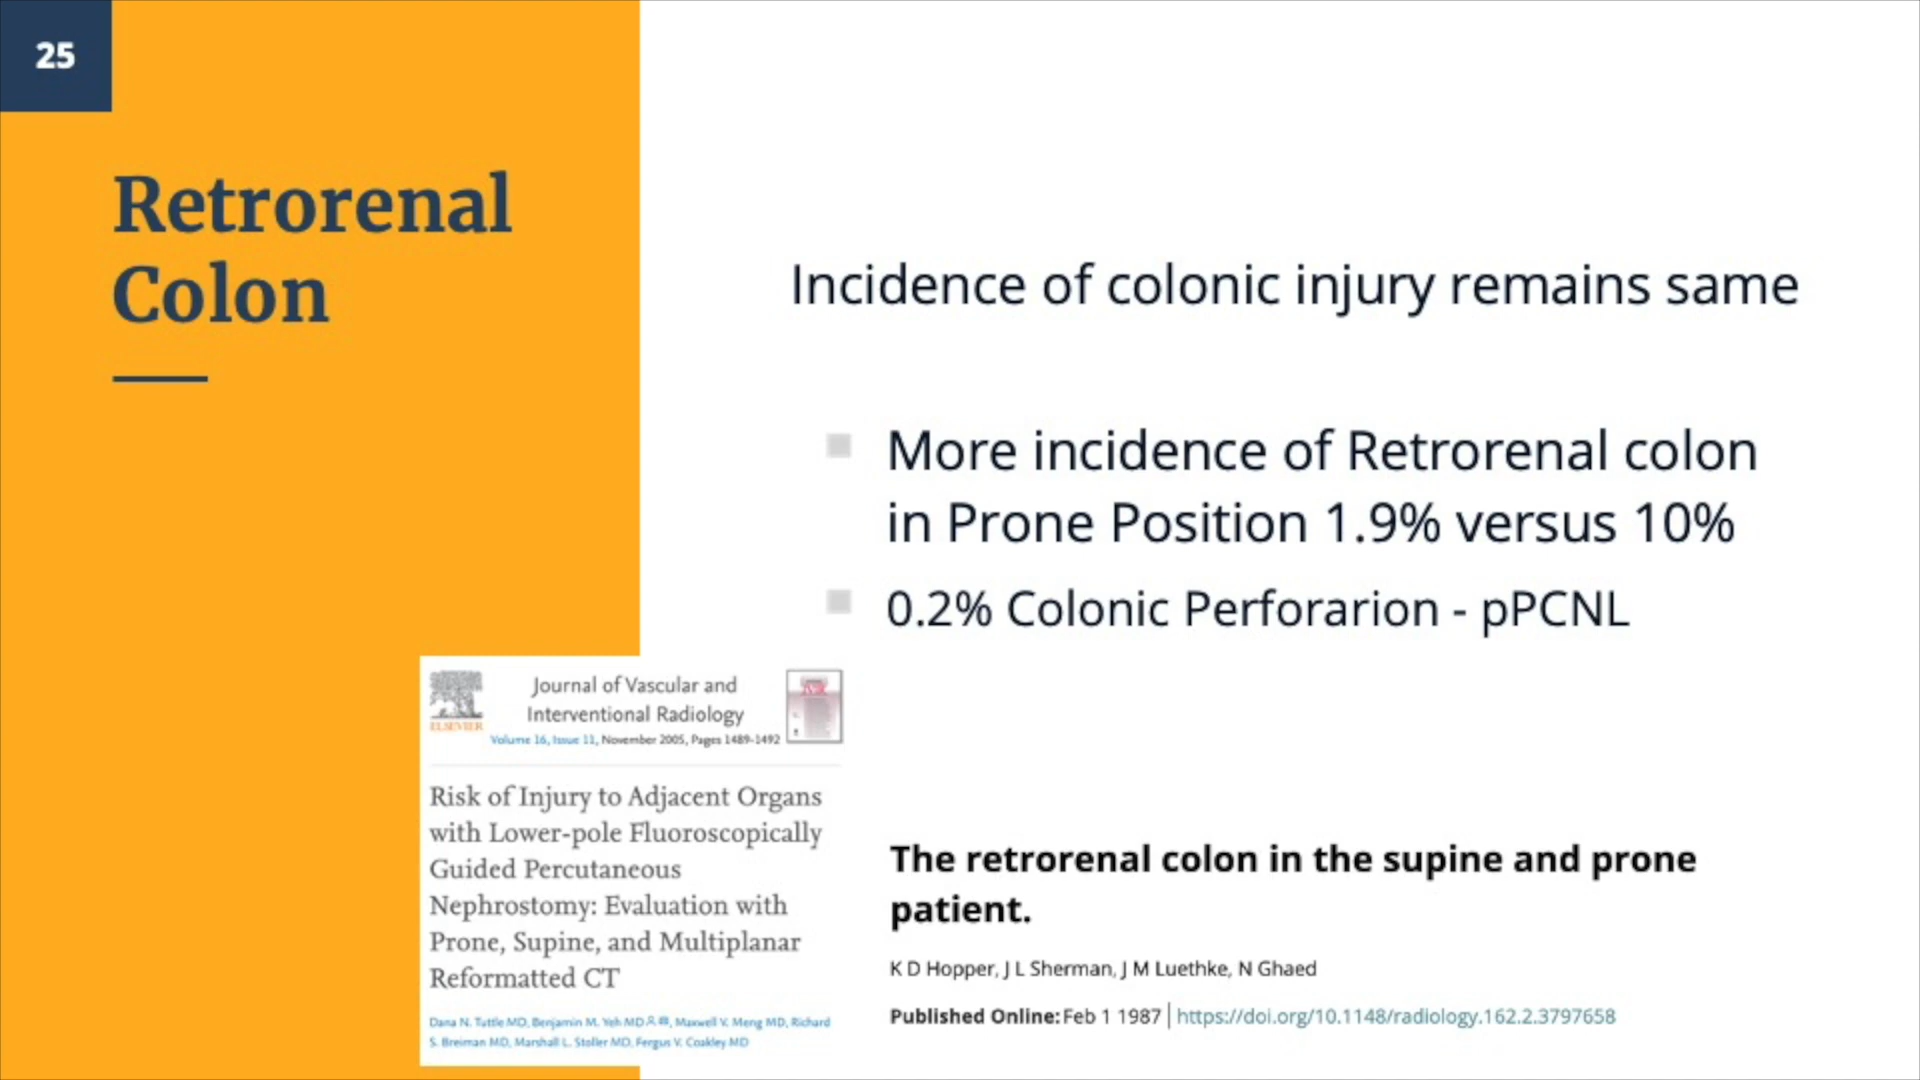 25
Retrorenal
Colon
Incidence of colonic injury remains same
More incidence of Retrorenal colon
in Prone Position 1.9% versus 10%
0.2% Colonic Perforarion - pPCNL
ELSEVIER
Journal of Vascular and
Interventional Radiology
Volume 16, Issue 11, November 2005, Pages 1489-1492
Risk of Injury to Adjacent Organs
with Lower-pole Fluoroscopically
Guided Percutaneous
Nephrostomy: Evaluation with
Prone, Supine, and Multiplanar
Reformatted CT
Dana N. Tuttle MD, Benjamin M. Yeh MD, Maxwell V. Meng MD, Richard
S. Breiman MD, Marshall L. Stoller MD, Fergus V. Coakley MD
The retrorenal colon in the supine and prone
patient.
K D Hopper, J L Sherman, J M Luethke, N Ghaed
Published Online: Feb 1 1987 | https://doi.org/10.1148/radiology.162.2.3797658